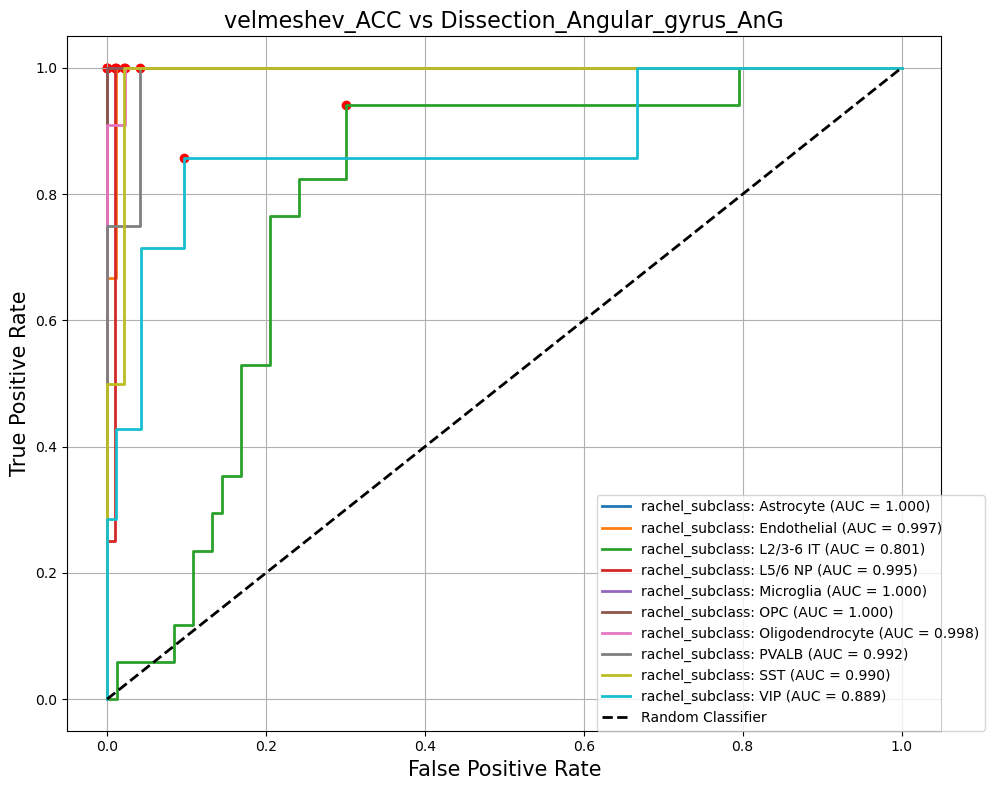 velmeshev_ACC vs Dissection_Angular_gyrus_AnG
True Positive Rate
1.0
0.8
0.6
0.4
0.2
0.0
rachel_subclass: Astrocyte (AUC = 1.000)
rachel_subclass: Endothelial (AUC = 0.997)
rachel_subclass: L2/3-6 IT (AUC = 0.801)
rachel_subclass: L5/6 NP (AUC = 0.995)
rachel_subclass: Microglia (AUC = 1.000)
rachel_subclass: OPC (AUC = 1.000)
rachel_subclass: Oligodendrocyte (AUC = 0.998)
rachel_subclass: PVALB (AUC = 0.992)
rachel_subclass: SST (AUC = 0.990)
rachel_subclass: VIP (AUC = 0.889)
Random Classifier
0.0 0.2 0.4 0.6 0.8 1.0
False Positive Rate